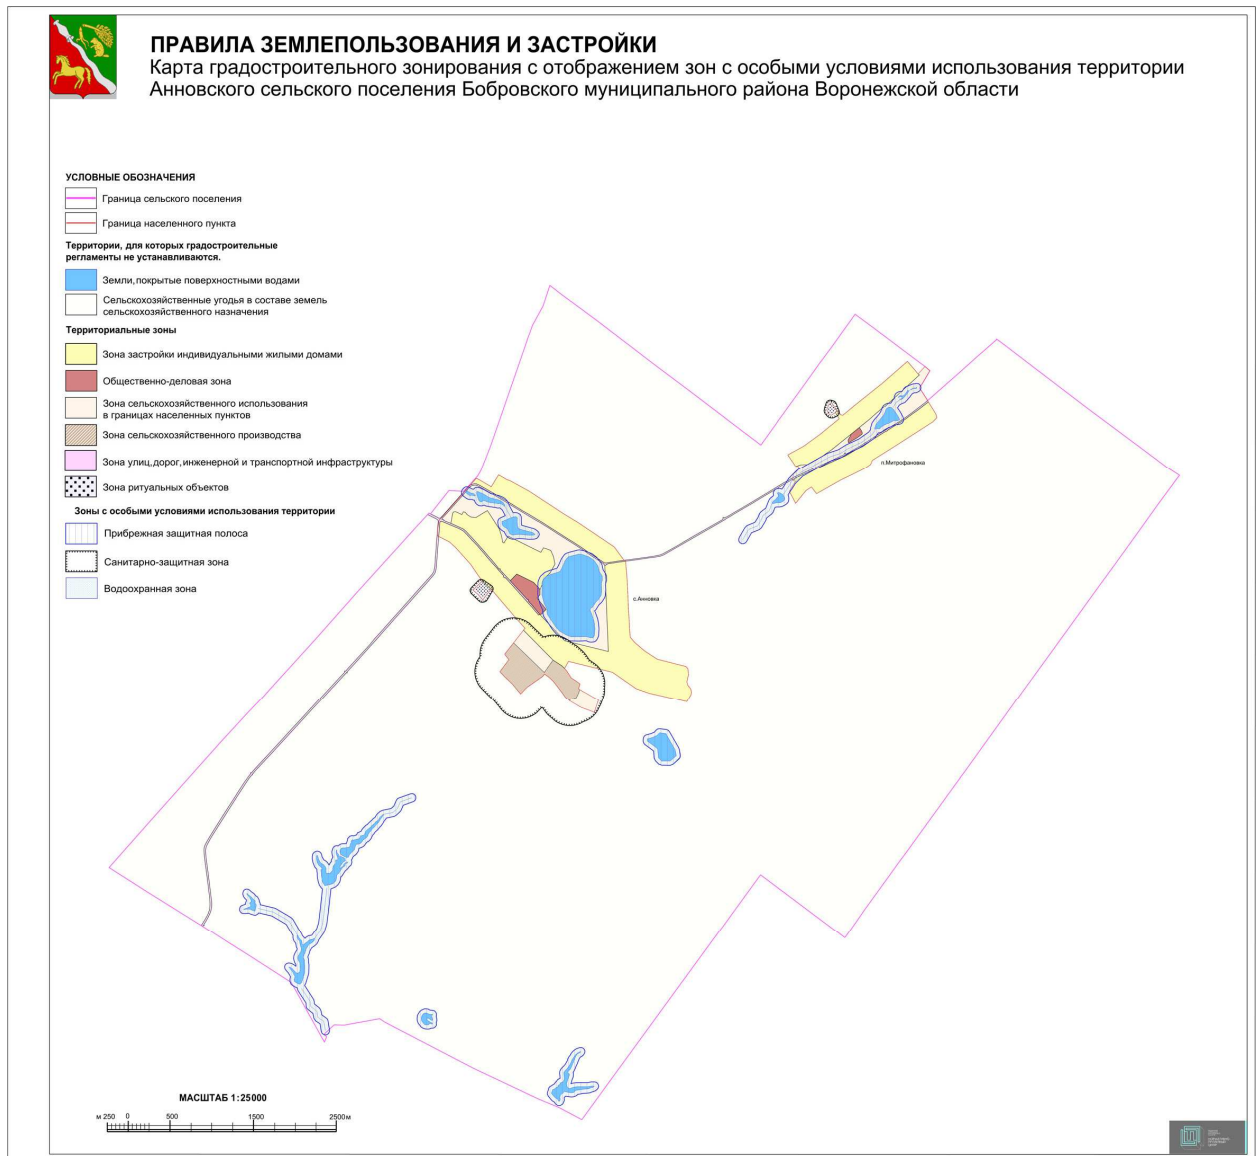 ПРАВИЛА ЗЕМЛЕПОЛЬЗОВАНИЯ И ЗАСТРОЙКИ
Карта градостроительного зонирования с отображением зон с особыми условиями использования территории
Анновского сельского поселения Бобровского муниципального района Воронежской области
УСЛОВНЫЕ ОБОЗНАЧЕНИЯ
Граница сельского поселения
Граница населенного пункта
Территории, для которых градостроительные
регламенты не устанавливаются.
Земли,покрытые поверхностными водами
Сельскохозяйственные угодья в составе земель
сельскохозяйственного назначения
Территориальные зоны
Зона застройки индивидуальными жилыми домами
Общественно-деловая зона
Зона сельскохозяйственного использования
в границах населенных пунктов
Зона сельскохозяйственного производства
Зона улиц,дорог,инженерной и транспортной инфраструктуры
Зона ритуальных объектов
Зоны с особыми условиями использования территории
Прибрежная защитная полоса
Санитарно-защитная зона
Водоохранная зона
п.Митрофановка
с.Анновка
МАСШТАБ 1:25000
м 250 0 500 1500 2500м